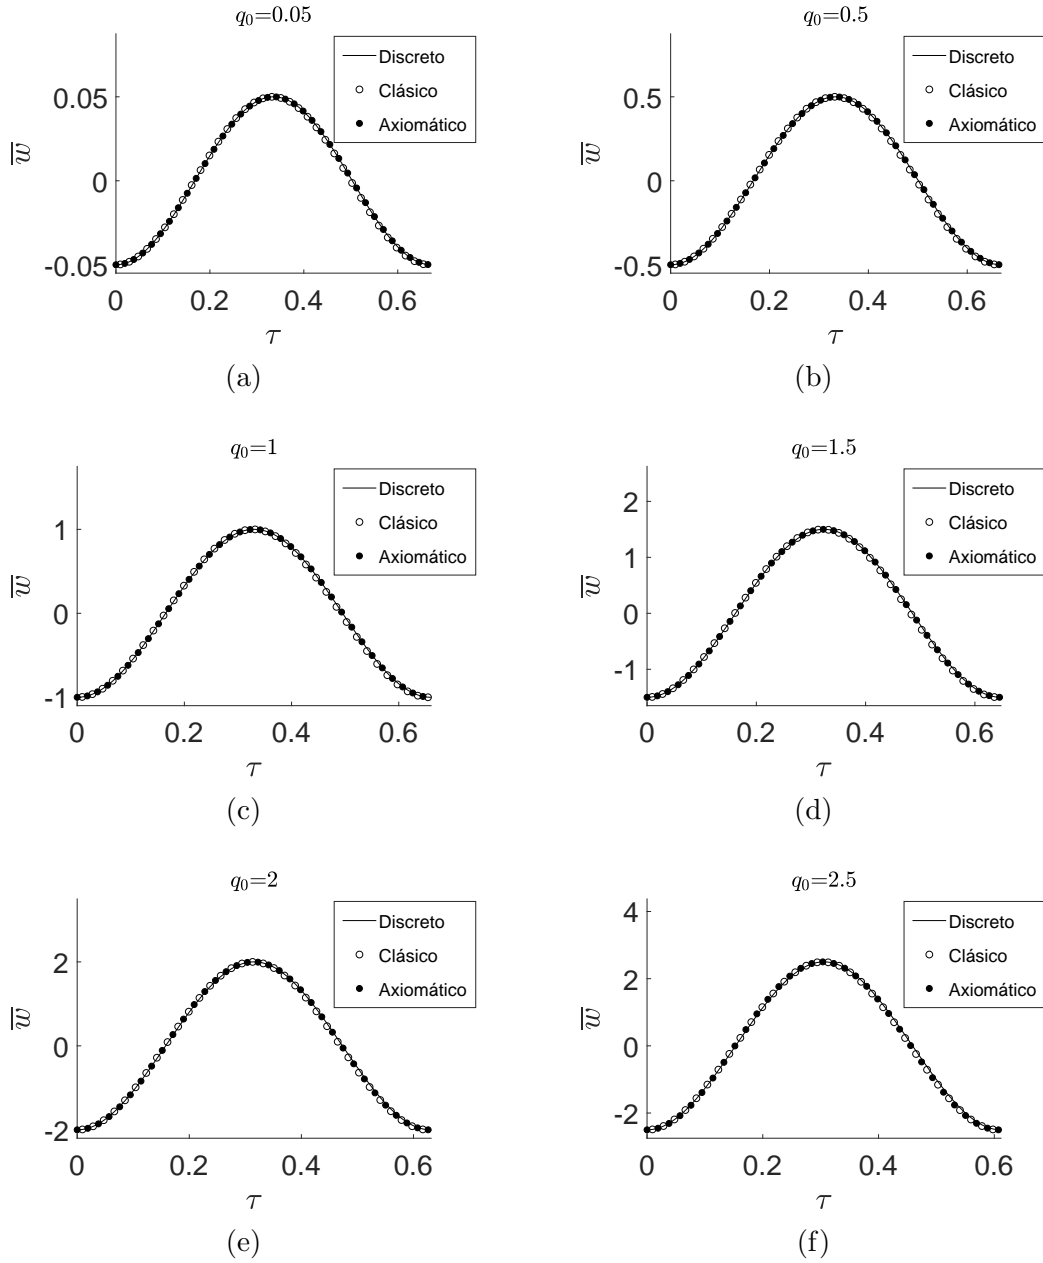 q₀=0.05
Discreto
Clásico
Axiomático
0.05
0
-0.05
w̅
0
0.2
0.4
0.6
τ
(a)
q₀=0.5
Discreto
Clásico
Axiomático
0.5
0
-0.5
w̅
0
0.2
0.4
0.6
τ
(b)
q₀=1
Discreto
Clásico
Axiomático
1
0
-1
w̅
0
0.2
0.4
0.6
τ
(c)
q₀=1.5
Discreto
Clásico
Axiomático
2
1
0
-1
w̅
0
0.2
0.4
0.6
τ
(d)
q₀=2
Discreto
Clásico
Axiomático
2
0
-2
w̅
0
0.2
0.4
0.6
τ
(e)
q₀=2.5
Discreto
Clásico
Axiomático
4
2
0
-2
w̅
0
0.2
0.4
0.6
τ
(f)